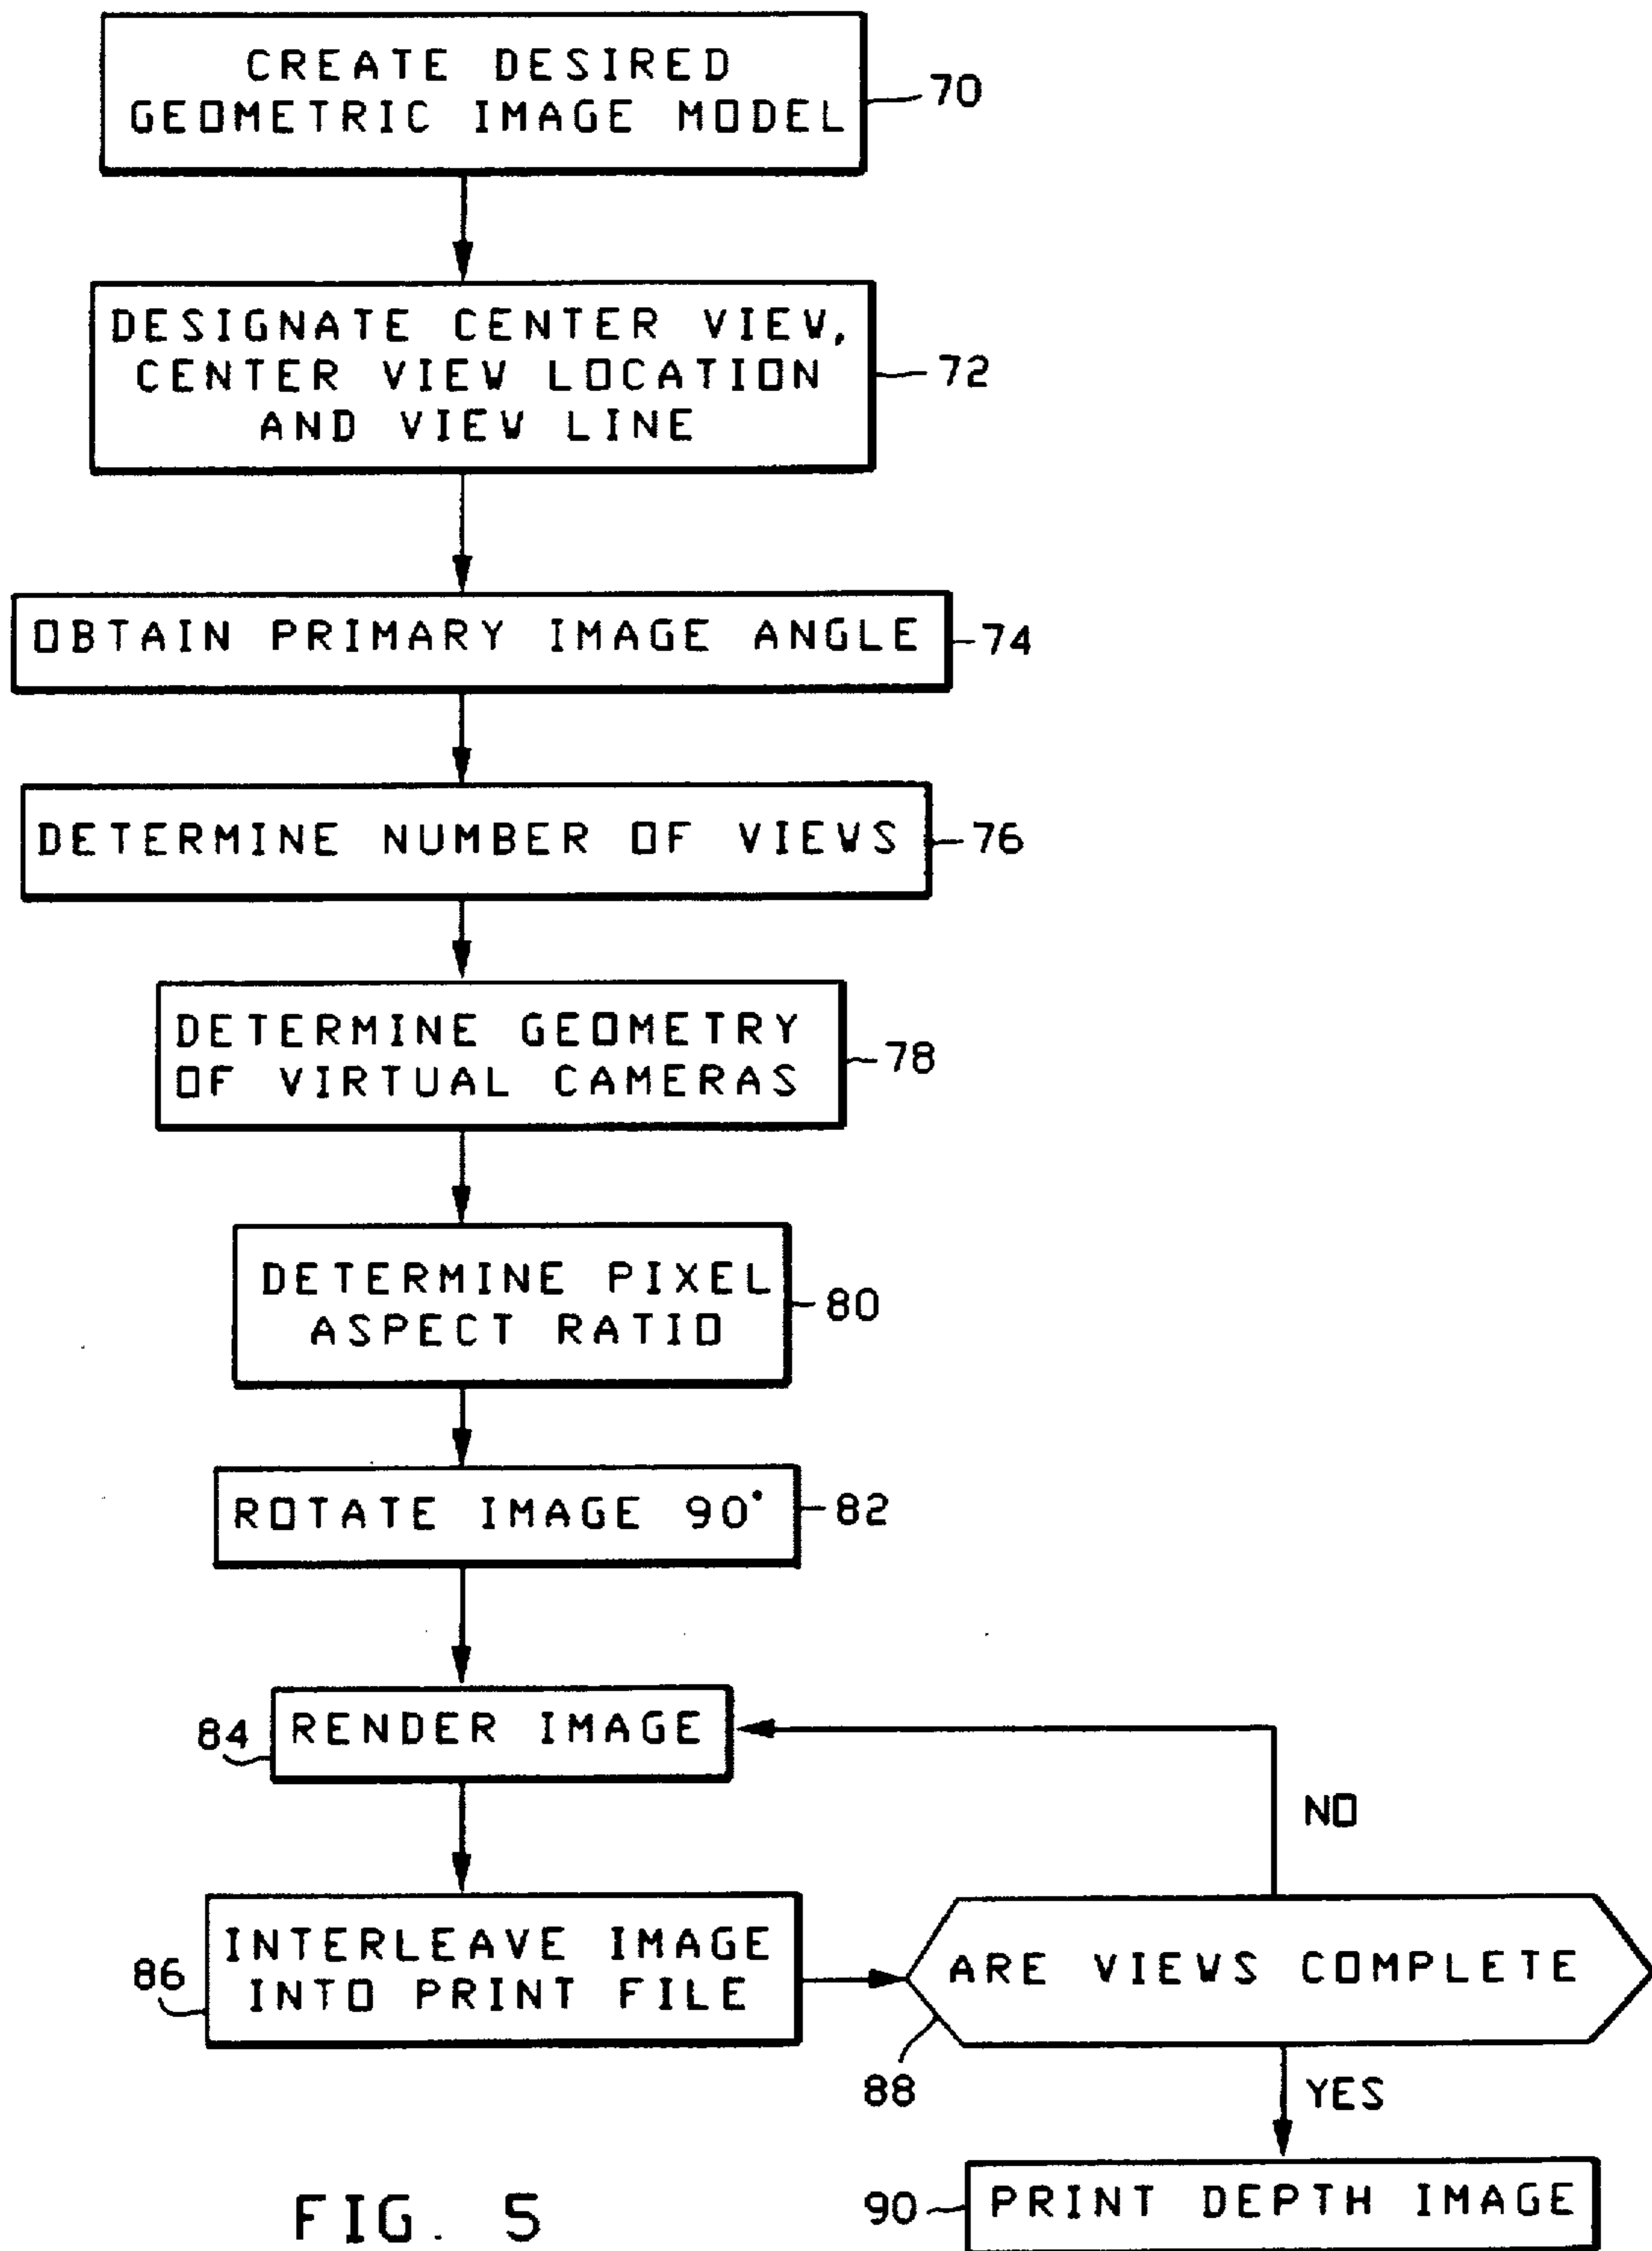 CREATE DESIRED
GEOMETRIC IMAGE MODEL
70
DESIGNATE CENTER VIEW,
CENTER VIEW LOCATION
AND VIEW LINE
72
OBTAIN PRIMARY IMAGE ANGLE
74
DETERMINE NUMBER OF VIEWS
76
DETERMINE GEOMETRY
OF VIRTUAL CAMERAS
78
DETERMINE PIXEL
ASPECT RATIO
80
ROTATE IMAGE 90°
82
84
RENDER IMAGE
NO
86
INTERLEAVE IMAGE
INTO PRINT FILE
ARE VIEWS COMPLETE
88
YES
90
PRINT DEPTH IMAGE
FIG. 5